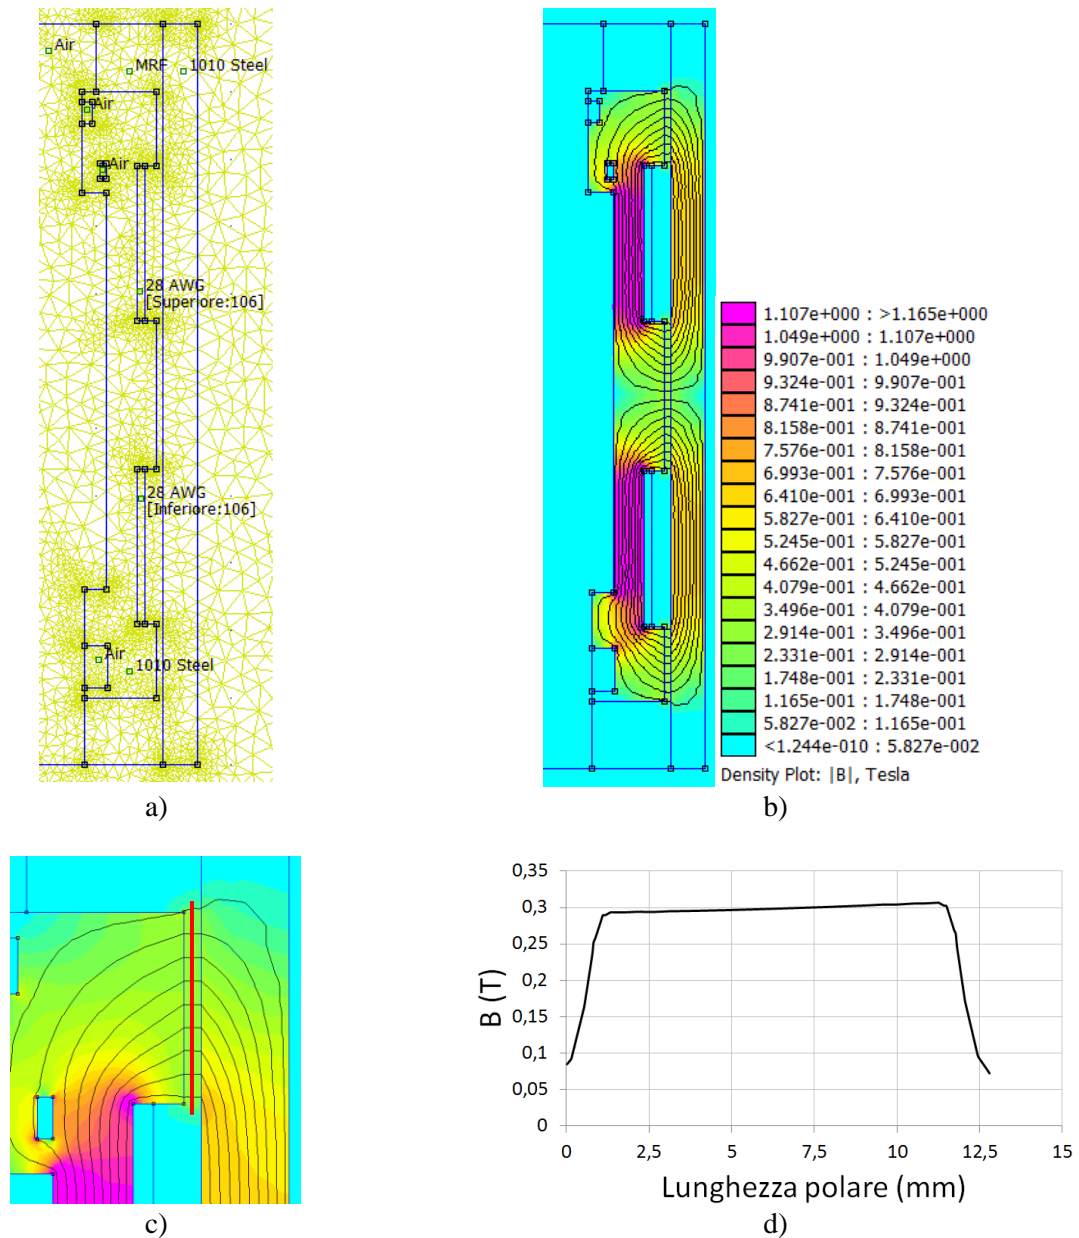 Air
MRF
1010 Steel
Air
Air
28 AWG
[Superiore:106]
28 AWG
[Inferiore:106]
Air
1010 Steel
a)
1.107e+000 : >1.165e+000
1.049e+000 : 1.107e+000
9.907e-001 : 1.049e+000
9.324e-001 : 9.907e-001
8.741e-001 : 9.324e-001
8.158e-001 : 8.741e-001
7.576e-001 : 8.158e-001
6.993e-001 : 7.576e-001
6.410e-001 : 6.993e-001
5.827e-001 : 6.410e-001
5.245e-001 : 5.827e-001
4.662e-001 : 5.245e-001
4.079e-001 : 4.662e-001
3.496e-001 : 4.079e-001
2.914e-001 : 3.496e-001
2.331e-001 : 2.914e-001
1.748e-001 : 2.331e-001
1.165e-001 : 1.748e-001
5.827e-002 : 1.165e-001
<1.244e-010 : 5.827e-002
Density Plot: |B|, Tesla
b)
c)
B (T)
0,35
0,3
0,25
0,2
0,15
0,1
0,05
0
0 2,5 5 7,5 10 12,5 15
Lunghezza polare (mm)
d)